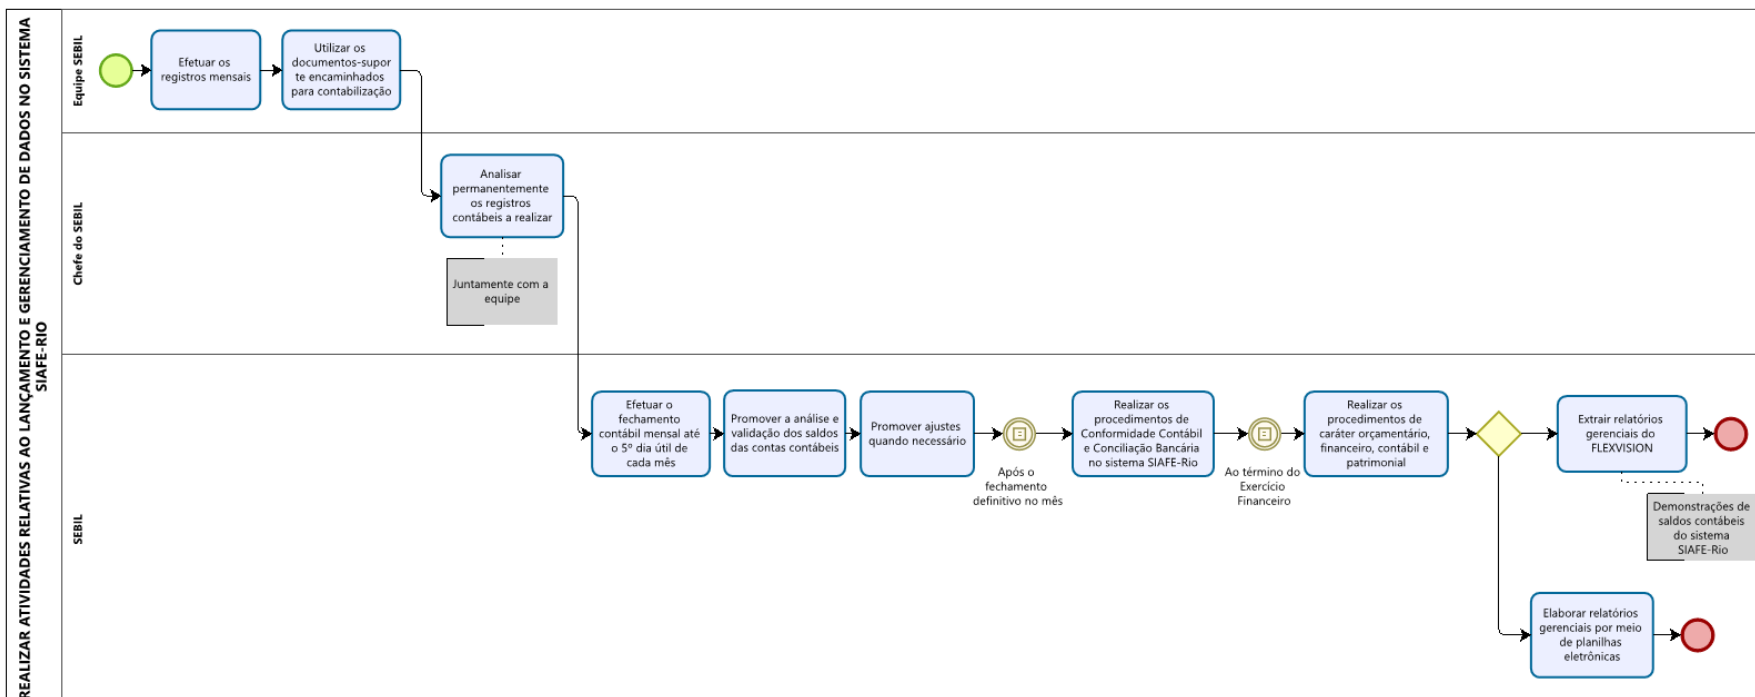 REALIZAR ATIVIDADES RELATIVAS AO LANÇAMENTO E GERENCIAMENTO DE DADOS NO SISTEMA
SIAFE-RIO
Equipe SEBIL
Efetuar os
registros mensais
Utilizar os
documentos-supor
te encaminhados
para contabilização
Chefe do SEBIL
Analisar
permanentemente
os registros
contábeis a realizar
Juntamente com a
equipe
SEBIL
Efetuar o
fechamento
contábil mensal até
o 5º dia útil de
cada mês
Promover a análise e
validação dos saldos
das contas contábeis
Promover ajustes
quando necessário
Após o
fechamento
definitivo no mês
Realizar os
procedimentos de
Conformidade Contábil
e Conciliação Bancária
no sistema SIAFE-Rio
Ao término do
Exercício
Financeiro
Realizar os
procedimentos de
caráter orçamentário,
financeiro, contábil e
patrimonial
Extrair relatórios
gerenciais do
FLEXVISION
Demonstrações de
saldos contábeis
do sistema
SIAFE-Rio
Elaborar relatórios
gerenciais por meio
de planilhas
eletrônicas